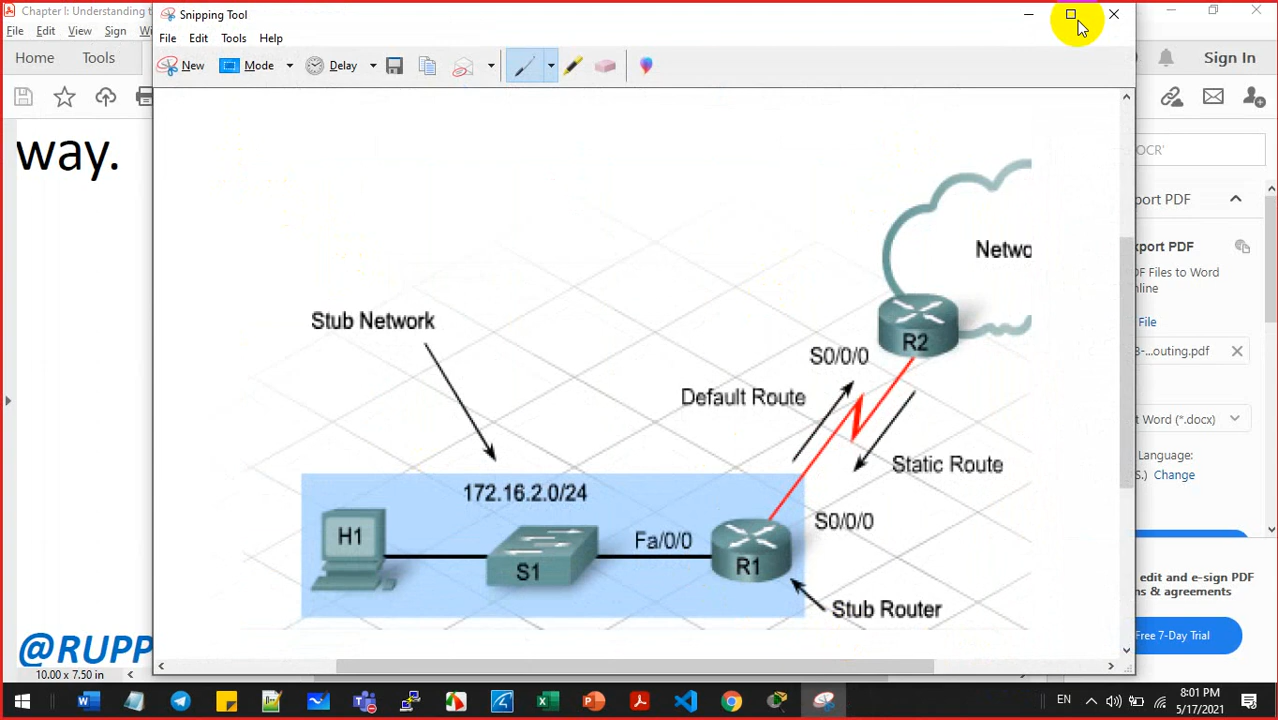 Chapter I: Understanding t
File Edit View Sign
Home Tools
way.
@RUPP
10.00 x 7.50 in
Snipping Tool
File Edit Tools Help
New Mode Delay
Netwo
Stub Network
R2
S0/0/0
Default Route
Static Route
172.16.2.0/24
S0/0/0
H1
Fa/0/0
S1
R1
Stub Router
Sign In
OCR'
port PDF
xport PDF
DF Files to Word
nline
File
3-...outing.pdf
t Word (*.docx)
Language:
S.) Change
edit and e-sign PDF
ns & agreements
Free 7-Day Trial
EN
8:01 PM
5/17/2021